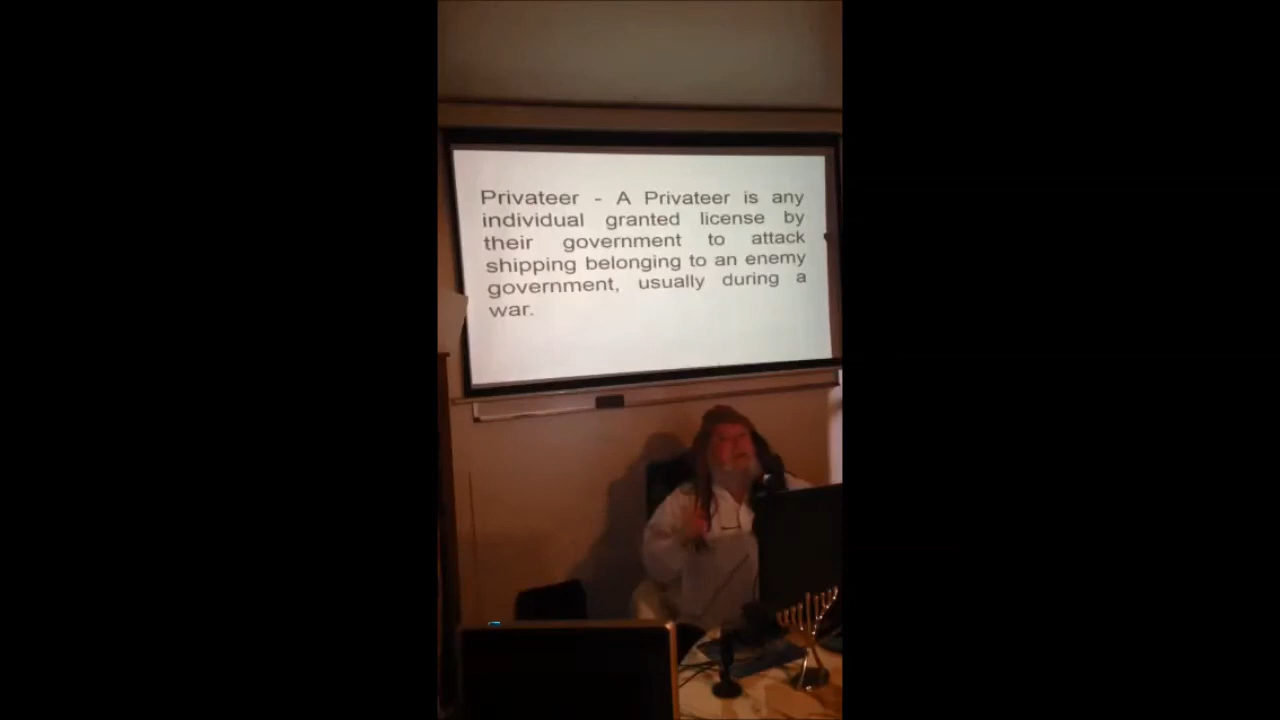 Privateer - A Privateer is any
individual granted license by
their government to attack
shipping belonging to an enemy
government, usually during a
war.